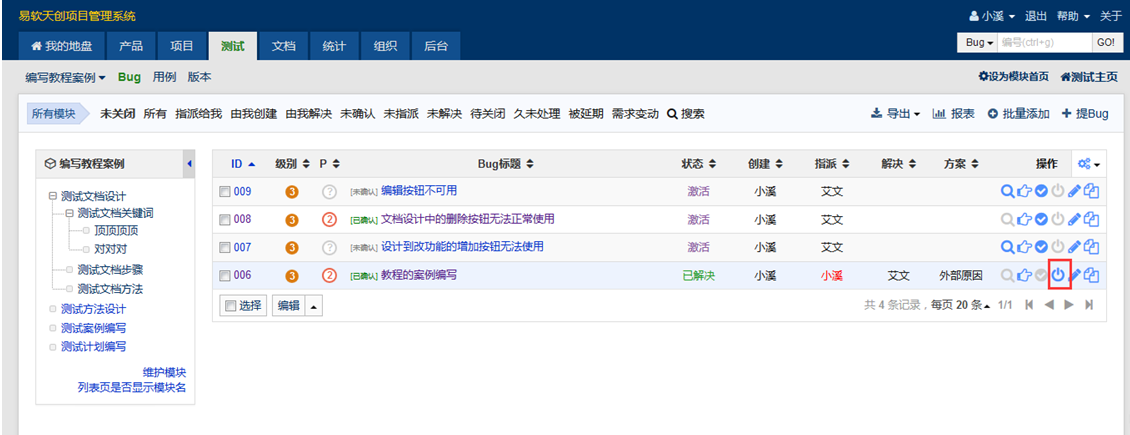 易软天创项目管理系统
小溪 退出 帮助 关于
我的地盘 产品 项目 测试 文档 统计 组织 后台
Bug 编号(ctrl+g) GO!
编写教程案例 Bug 用例 版本
设为模块首页 测试主页
所有模块 未关闭 所有 指派给我 由我创建 由我解决 未确认 未指派 未解决 待关闭 久未处理 被延期 需求变动 搜索
导出 报表 批量添加 提Bug
编写教程案例
测试文档设计
测试文档关键词
顶顶顶顶
对对对
测试文档步骤
测试文档方法
测试方法设计
测试案例编写
测试计划编写
维护模块
列表页是否显示模块名
ID 级别 P Bug标题 状态 创建 指派 解决 方案 操作
009 3 ? [未确认] 编辑按钮不可用 激活 小溪 艾文
008 3 2 [已确认] 文档设计中的删除按钮无法正常使用 激活 小溪 艾文
007 3 ? [未确认] 设计到改功能的增加按钮无法使用 激活 小溪 艾文
006 3 2 [已确认] 教程的案例编写 已解决 小溪 小溪 艾文 外部原因
选择 编辑
共 4 条记录，每页 20 条 1/1